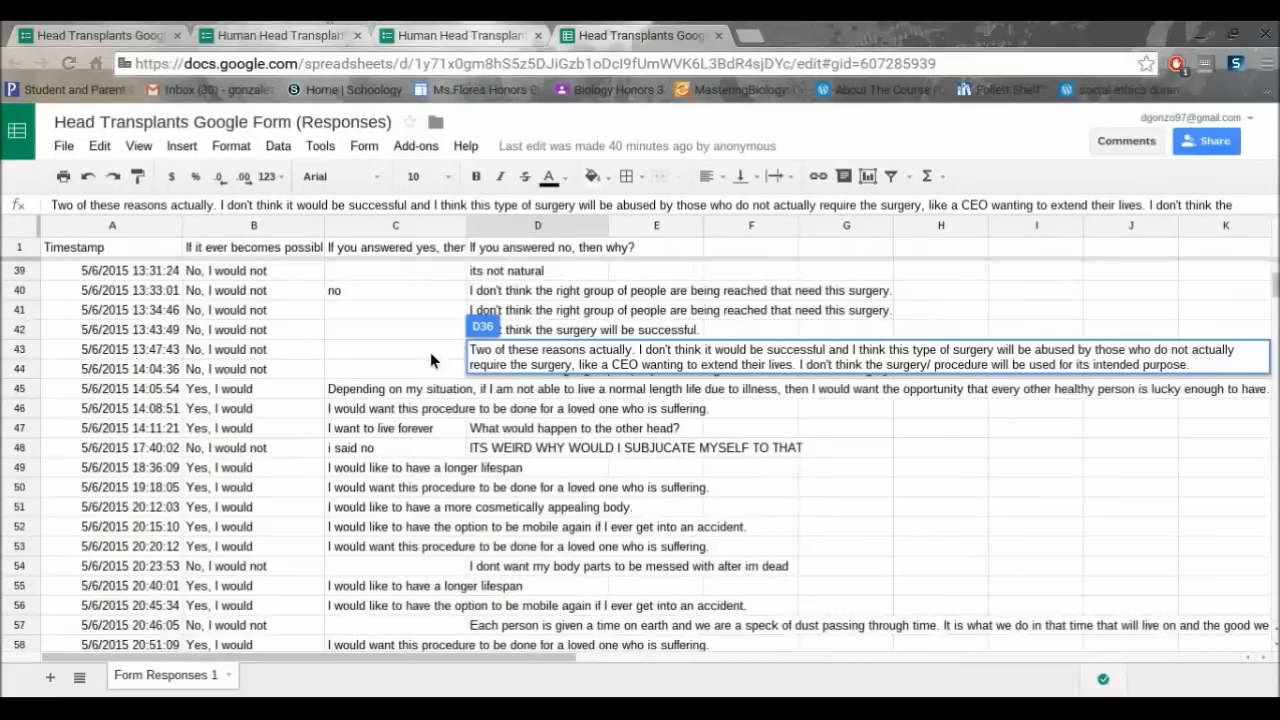 Head Transplants Goog
Human Head Transplan
Human Head Transplan
Head Transplants Goog
https://docs.google.com/spreadsheets/d/1y71x0gm8hS5z5DJiGzb1oDcI9fUmWVK6L3BdR4sjDYc/edit#gid=607285939
Student and Parent
Inbox (30) - gonzale
Home | Schoology
Ms.Flores Honors B
Biology Honors 3
MasteringBiology:
About The Course
Follett Shelf
social ethics duran
Head Transplants Google Form (Responses)
dgonzo97@gmail.com
File Edit View Insert Format Data Tools Form Add-ons Help Last edit was made 40 minutes ago by anonymous
Comments Share
$ % .0 .00 123 Arial 10 B I S A Σ
fx Two of these reasons actually. I don't think it would be successful and I think this type of surgery will be abused by those who do not actually require the surgery, like a CEO wanting to extend their lives. I don't think the
A B C D E F G H I J K
1 Timestamp If it ever becomes possibl If you answered yes, ther If you answered no, then why?
39 5/6/2015 13:31:24 No, I would not its not natural
40 5/6/2015 13:33:01 No, I would not no I don't think the right group of people are being reached that need this surgery.
41 5/6/2015 13:34:46 No, I would not I don't think the right group of people are being reached that need this surgery.
D36
42 5/6/2015 13:43:49 No, I would not think the surgery will be successful.
43 5/6/2015 13:47:43 No, I would not Two of these reasons actually. I don't think it would be successful and I think this type of surgery will be abused by those who do not actually
44 5/6/2015 14:04:36 No, I would not require the surgery, like a CEO wanting to extend their lives. I don't think the surgery/ procedure will be used for its intended purpose.
45 5/6/2015 14:05:54 Yes, I would Depending on my situation, if I am not able to live a normal length life due to illness, then I would want the opportunity that every other healthy person is lucky enough to have.
46 5/6/2015 14:08:51 Yes, I would I would want this procedure to be done for a loved one who is suffering.
47 5/6/2015 14:11:21 Yes, I would I want to live forever What would happen to the other head?
48 5/6/2015 17:40:02 No, I would not i said no ITS WEIRD WHY WOULD I SUBJUCATE MYSELF TO THAT
49 5/6/2015 18:36:09 Yes, I would I would like to have a longer lifespan
50 5/6/2015 19:18:05 Yes, I would I would want this procedure to be done for a loved one who is suffering.
51 5/6/2015 20:12:03 Yes, I would I would like to have a more cosmetically appealing body.
52 5/6/2015 20:15:10 Yes, I would I would like to have the option to be mobile again if I ever get into an accident.
53 5/6/2015 20:20:12 Yes, I would I would want this procedure to be done for a loved one who is suffering.
54 5/6/2015 20:23:53 No, I would not I dont want my body parts to be messed with after im dead
55 5/6/2015 20:40:01 Yes, I would I would like to have a longer lifespan
56 5/6/2015 20:45:34 Yes, I would I would like to have the option to be mobile again if I ever get into an accident.
57 5/6/2015 20:46:05 No, I would not Each person is given a time on earth and we are a speck of dust passing through time. It is what we do in that time that will live on and the good we
58 5/6/2015 20:51:09 Yes, I would I would want this procedure to be done for a loved one who is suffering.
Form Responses 1